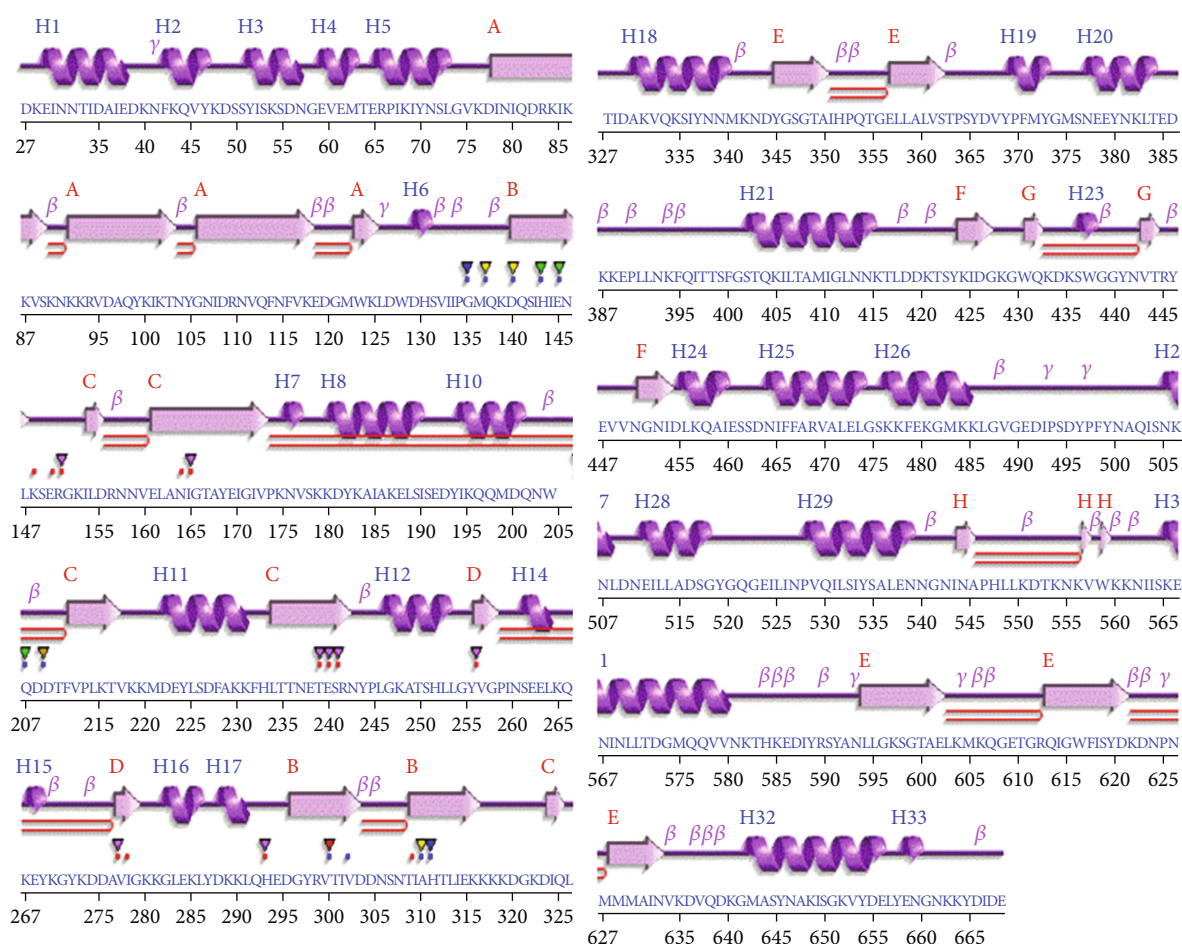 H1 H2 H3 H4 H5 A
γ
DKEINNTIDAIEDKNFKQVYKDSSYISKSDNGEVEMTERPIKIYNSLGVKDINIQDRKIK
27 35 40 45 50 55 60 65 70 75 80 85
A A A H6 B
β β ββ γ β β β
KVSKNKKRVDAQYKIKTNYGNIDRNVQFNFVKEDGMWKLDWDHSVIIPGMQKDQSIHIEN
87 95 100 105 110 115 120 125 130 135 140 145
C C H7 H8 H10
β β
LKSERGKILDRNNVELANIGTAYEIGIVPKNVSKKDYKAIAKELSISEDYIKQQMDQNW
147 155 160 165 170 175 180 185 190 195 200 205
C H11 C H12 D H14
β β
QDDTFVPLKTVKKMDEYLSDFAKKFHLTTNETESRNYPLGKATSHLLGYVGPINSEELKQ
207 215 220 225 230 235 240 245 250 255 260 265
H15 D H16 H17 B B C
β β ββ
KEYKGYKDDAVIGKKGLEKLYDKKLQHEDGYRVTIVDDNSNTIAHTLIEKKKKDGKDIQL
267 275 280 285 290 295 300 305 310 315 320 325
H18 E E H19 H20
β ββ β
TIDAKVQKSIYNNMKNDYGSGTAIHPQTGELLALVSTPSYDVYPFMYGMSNEEYNKLTED
327 335 340 345 350 355 360 365 370 375 380 385
H21 F G H23 G
β β ββ β β β β
KKEPLLNKFQITTSFGSTQKILTAMIGLNNKTLDDKTSYKIDGKGWQKDKSWGGYNVTRY
387 395 400 405 410 415 420 425 430 435 440 445
F H24 H25 H26 H2
β γ γ
EVVNGNIDLKQAIESSDNIFFARVALELGSKKFEKGMKKLGVGEDIPSDYPFYNAQISNK
447 455 460 465 470 475 480 485 490 495 500 505
7 H28 H29 H H H H3
β β β β β
NLDNEILLADSGYGQGEILINPVQILSIYSALENNGNINAPHLLKDTKNKVWKKNIISKE
507 515 520 525 530 535 540 545 550 555 560 565
1 E E
βββ β γ γ ββ ββ γ
NINLLTDGMQQVVNKTHKEDIYRSYANLLGKSGTAELKMKQGETGRQIGWFISYDKDNPN
567 575 580 585 590 595 600 605 610 615 620 625
E H32 H33
β βββ β
MMMAINVKDVQDKGMASYNAKISGKVYDELYENGNKKYDIDE
627 635 640 645 650 655 660 665